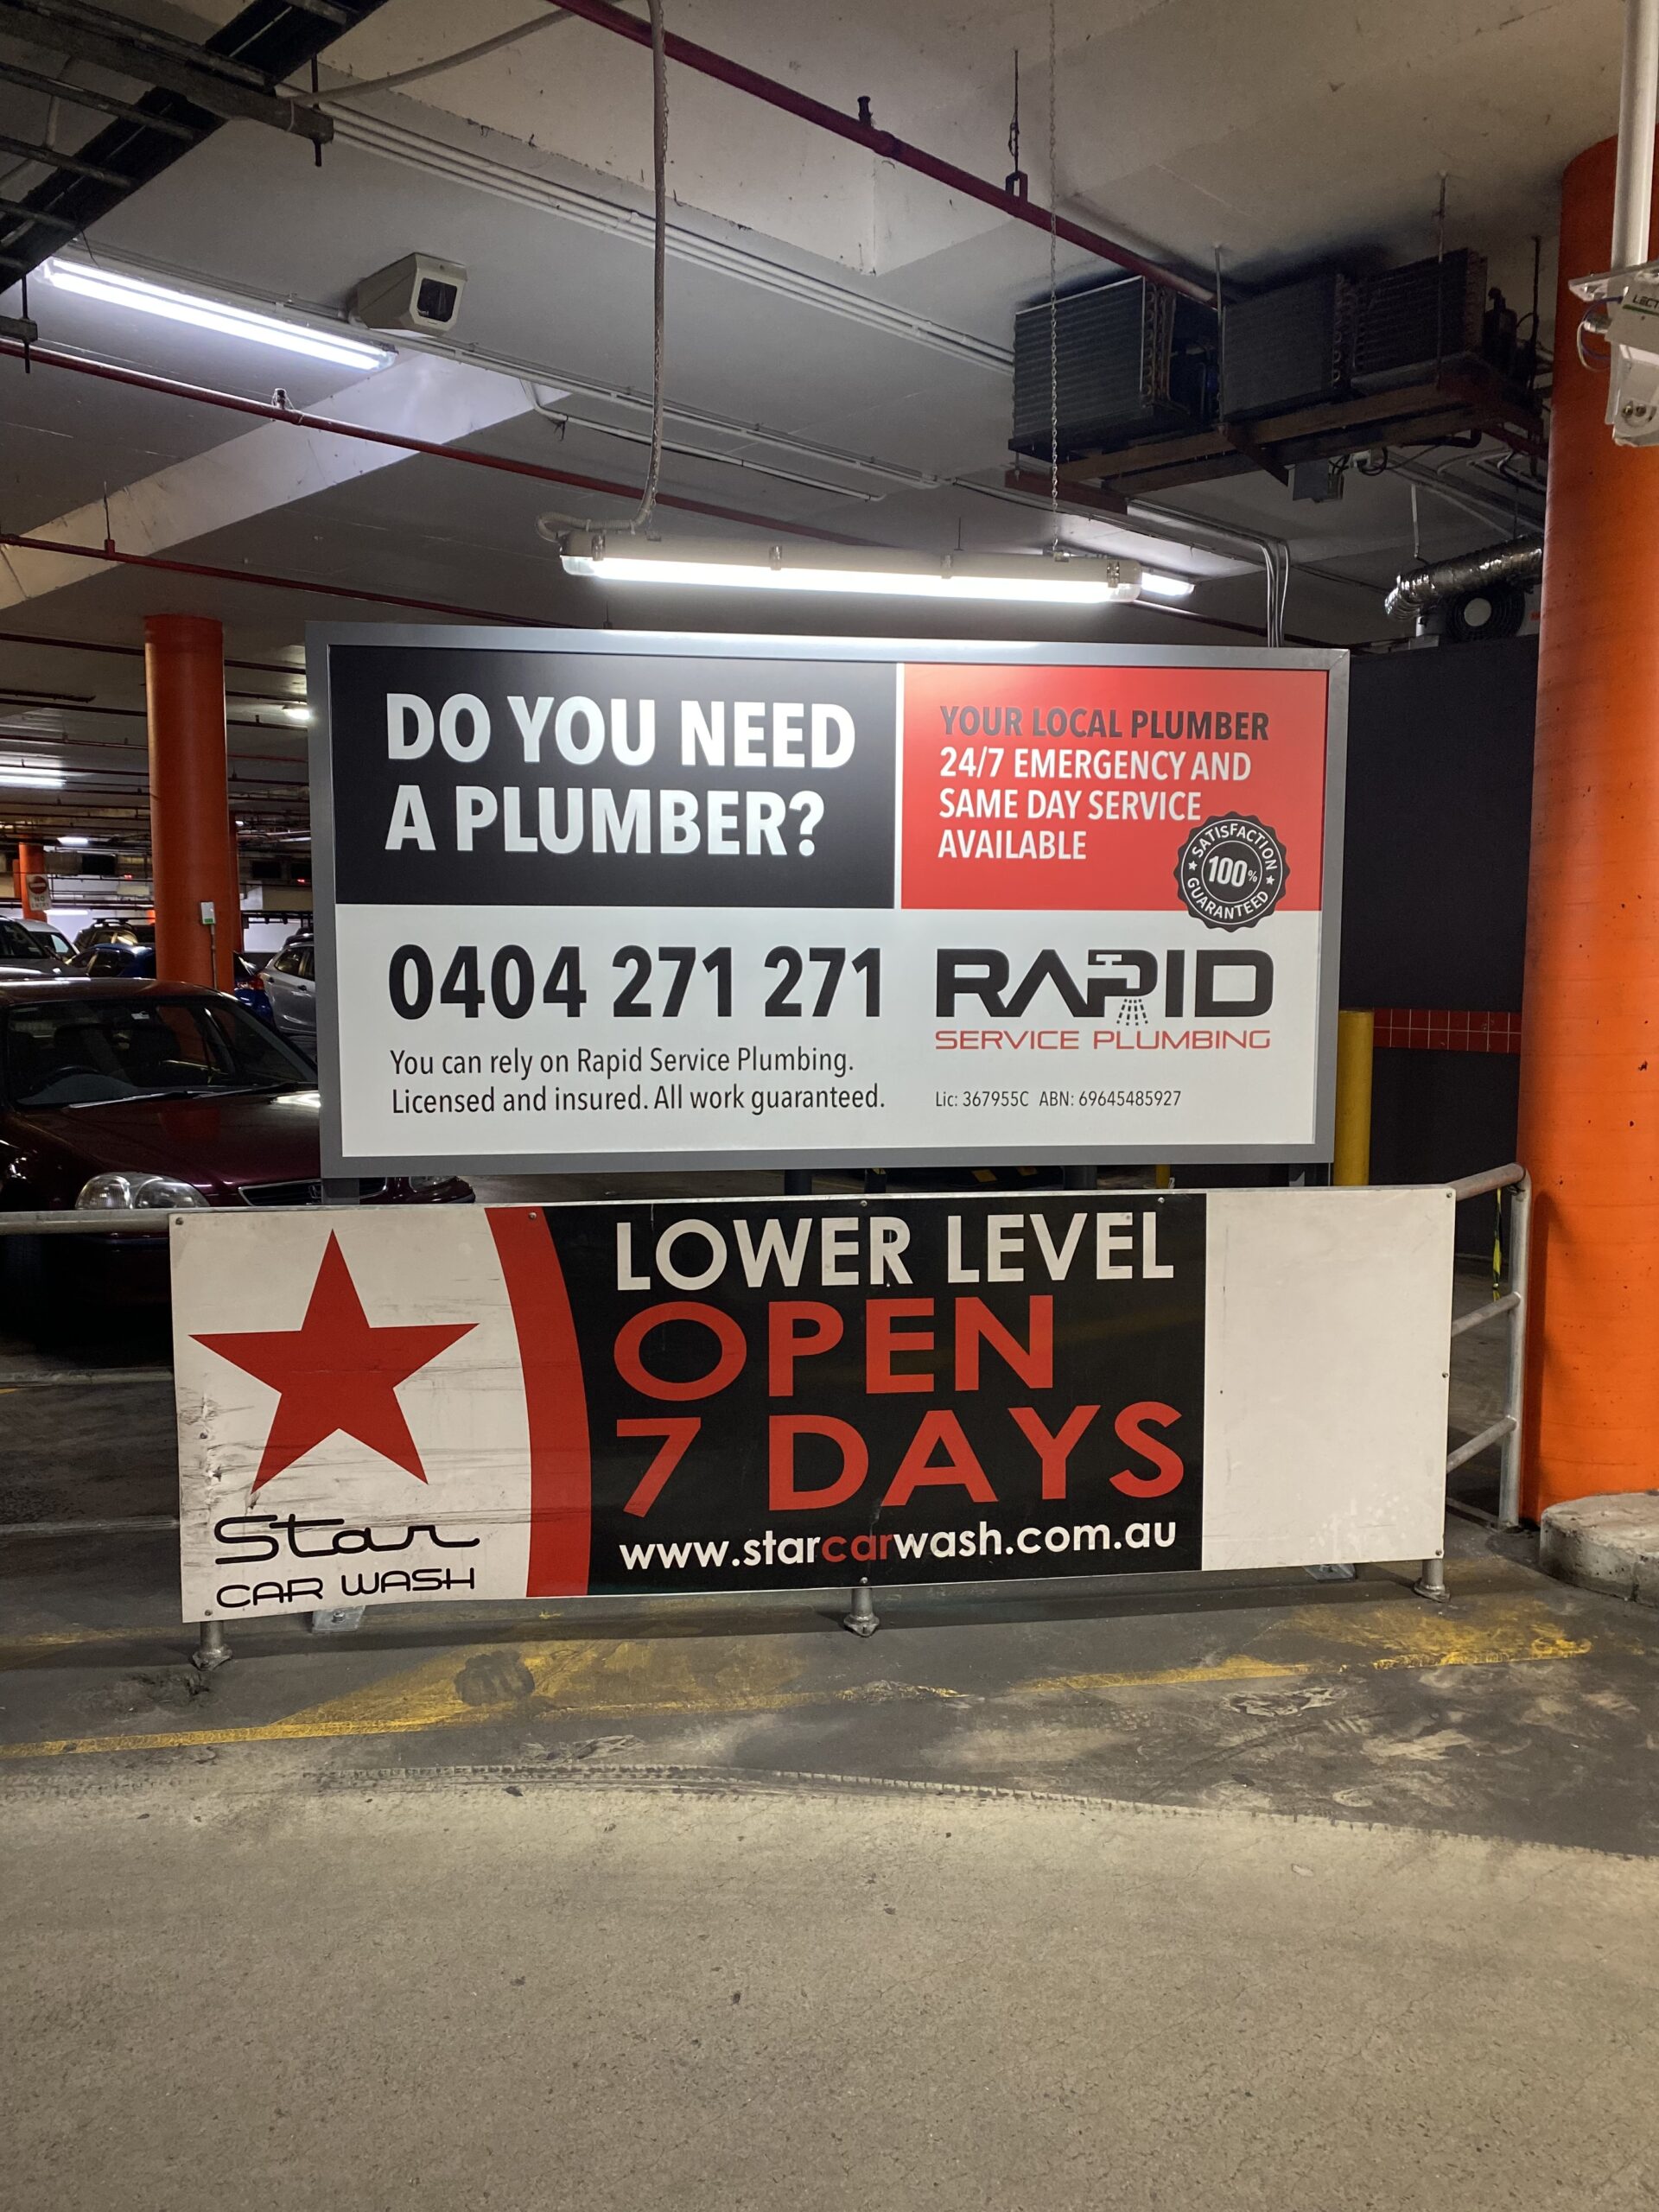 DO YOU NEED
A PLUMBER?
YOUR LOCAL PLUMBER
24/7 EMERGENCY AND
SAME DAY SERVICE
AVAILABLE
SATISFACTION
100%
GUARANTEED
0404 271 271
You can rely on Rapid Service Plumbing.
Licensed and insured. All work guaranteed.
RAPID
SERVICE PLUMBING
Lic: 367955C ABN: 69645485927
LOWER LEVEL
OPEN
7 DAYS
www.starcarwash.com.au
Star
CAR WASH
NO
ENTRY